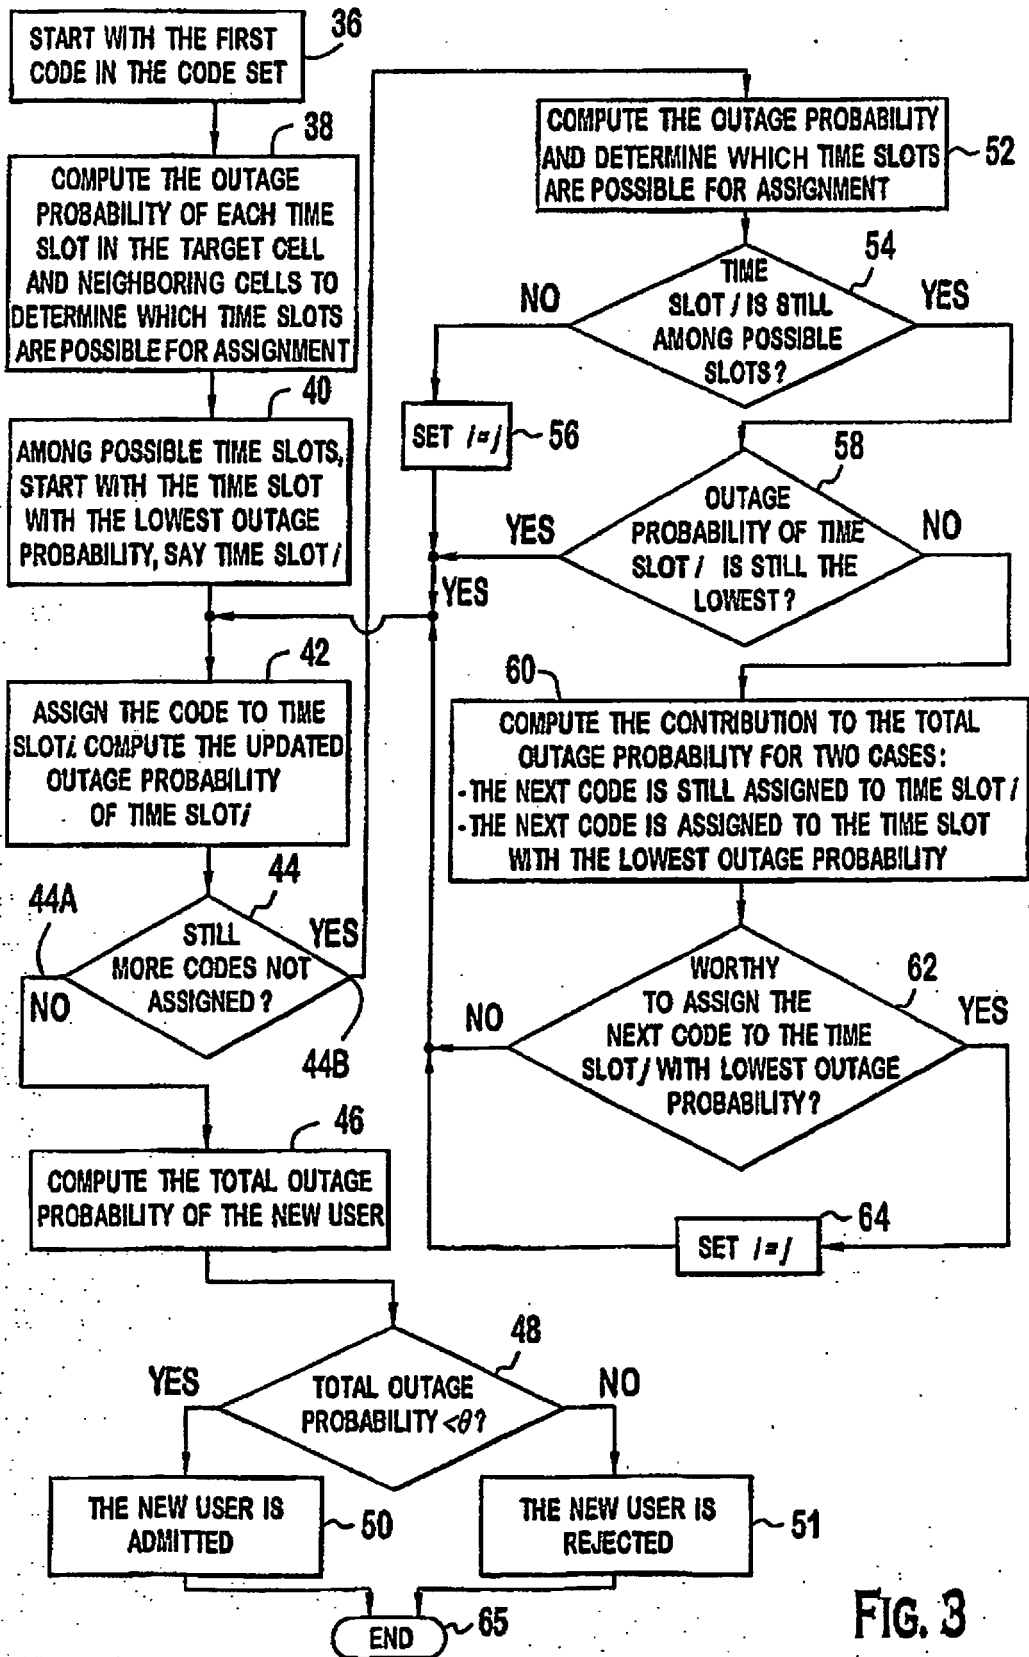 START WITH THE FIRST
CODE IN THE CODE SET
36
38
COMPUTE THE OUTAGE
PROBABILITY OF EACH TIME
SLOT IN THE TARGET CELL
AND NEIGHBORING CELLS TO
DETERMINE WHICH TIME SLOTS
ARE POSSIBLE FOR ASSIGNMENT
40
AMONG POSSIBLE TIME SLOTS,
START WITH THE TIME SLOT
WITH THE LOWEST OUTAGE
PROBABILITY, SAY TIME SLOT i
42
ASSIGN THE CODE TO TIME
SLOT i. COMPUTE THE UPDATED
OUTAGE PROBABILITY
OF TIME SLOT i
44
44A
STILL
MORE CODES NOT
ASSIGNED?
YES
NO
44B
46
COMPUTE THE TOTAL OUTAGE
PROBABILITY OF THE NEW USER
48
TOTAL OUTAGE
PROBABILITY <θ?
YES
NO
THE NEW USER IS
ADMITTED
50
THE NEW USER IS
REJECTED
51
END
65
COMPUTE THE OUTAGE PROBABILITY
AND DETERMINE WHICH TIME SLOTS
ARE POSSIBLE FOR ASSIGNMENT
52
54
TIME
SLOT i IS STILL
AMONG POSSIBLE
SLOTS?
NO
YES
SET i=j
56
58
OUTAGE
PROBABILITY OF TIME
SLOT i IS STILL THE
LOWEST?
YES
NO
YES
60
COMPUTE THE CONTRIBUTION TO THE TOTAL
OUTAGE PROBABILITY FOR TWO CASES:
-THE NEXT CODE IS STILL ASSIGNED TO TIME SLOT i
-THE NEXT CODE IS ASSIGNED TO THE TIME SLOT
WITH THE LOWEST OUTAGE PROBABILITY
62
WORTHY
TO ASSIGN THE
NEXT CODE TO THE TIME
SLOT j WITH LOWEST OUTAGE
PROBABILITY?
NO
YES
64
SET i=j
FIG. 3